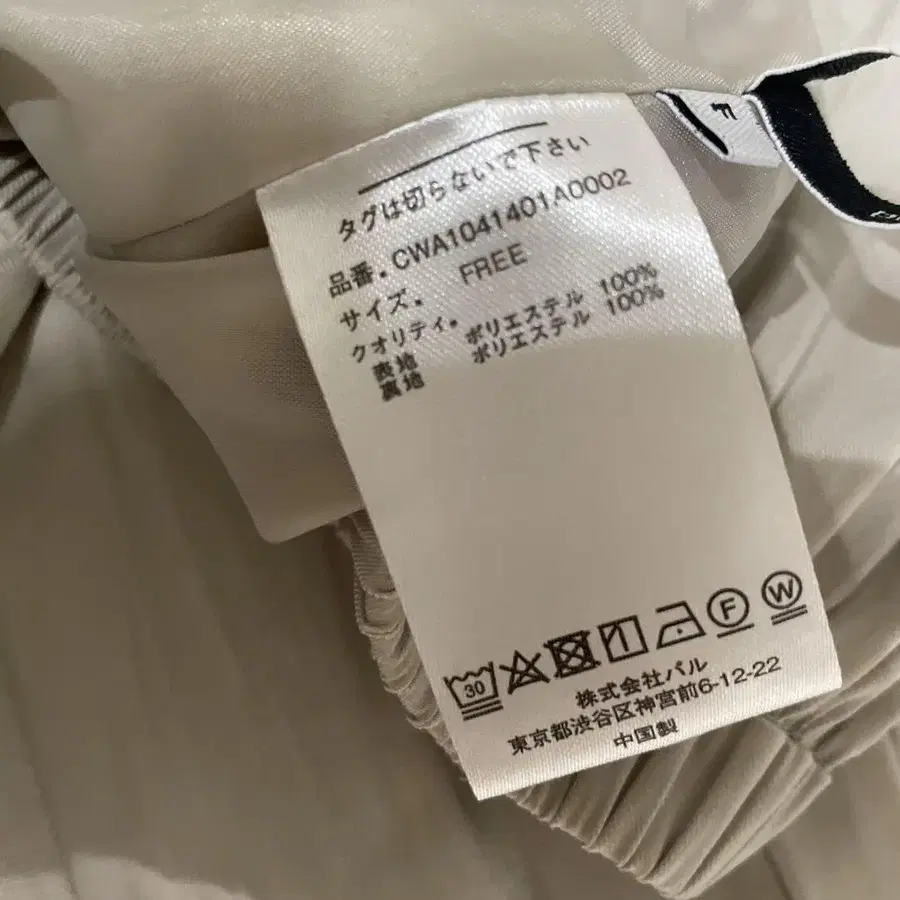 F
タグは切らないで下さい
品番. CWA1041401A0002
サイズ. FREE
クオリティ.
表地 ポリエステル 100%
裏地 ポリエステル 100%
30 F W
株式会社パル
東京都渋谷区神宮前6-12-22
中国製